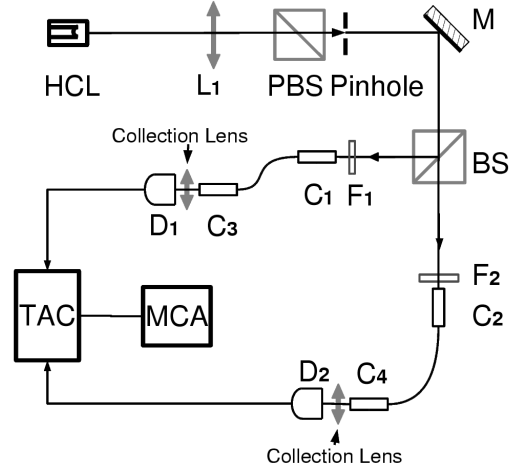 M
HCL
L1
PBS Pinhole
Collection Lens
BS
C1 F1
D1
C3
F2
TAC
MCA
C2
D2
C4
Collection Lens